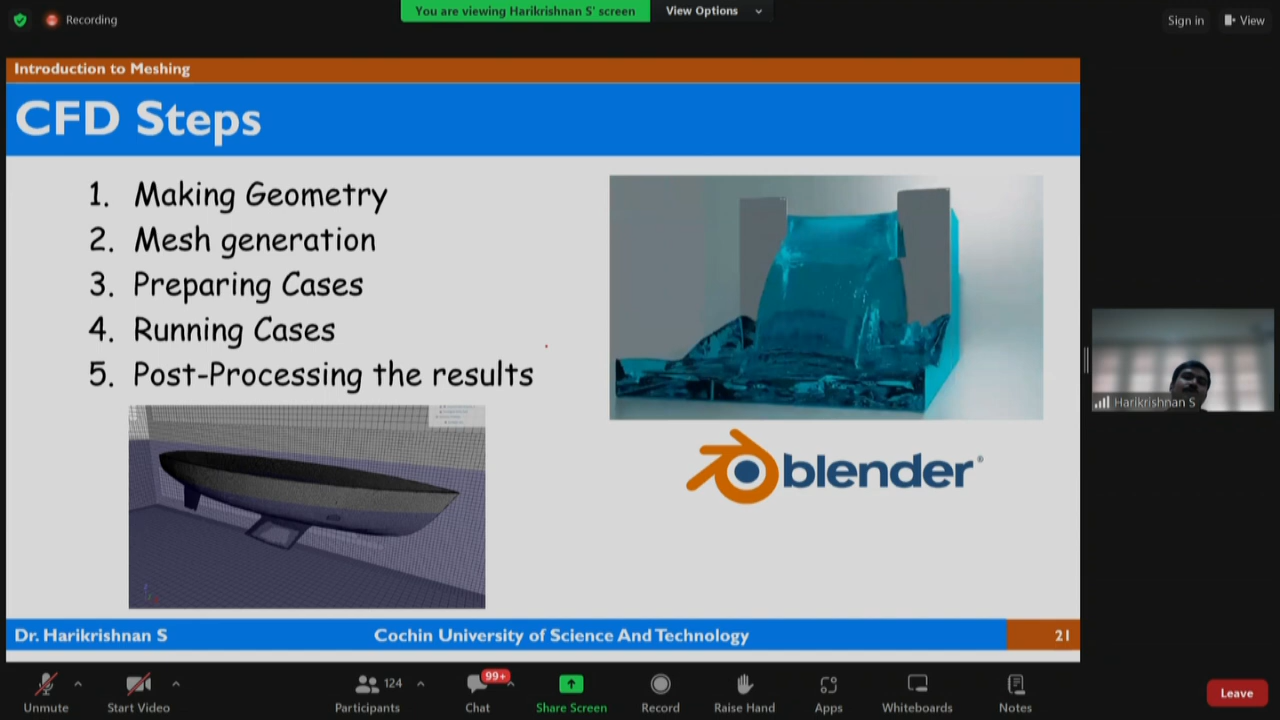 Recording
You are viewing Harikrishnan S' screen
View Options
Sign in
View
Introduction to Meshing
CFD Steps
1. Making Geometry
2. Mesh generation
3. Preparing Cases
4. Running Cases
5. Post-Processing the results
blender®
Harikrishnan S
Dr. Harikrishnan S
Cochin University of Science And Technology
21
Unmute
Start Video
124
Participants
99+
Chat
Share Screen
Record
Raise Hand
Apps
Whiteboards
Notes
Leave